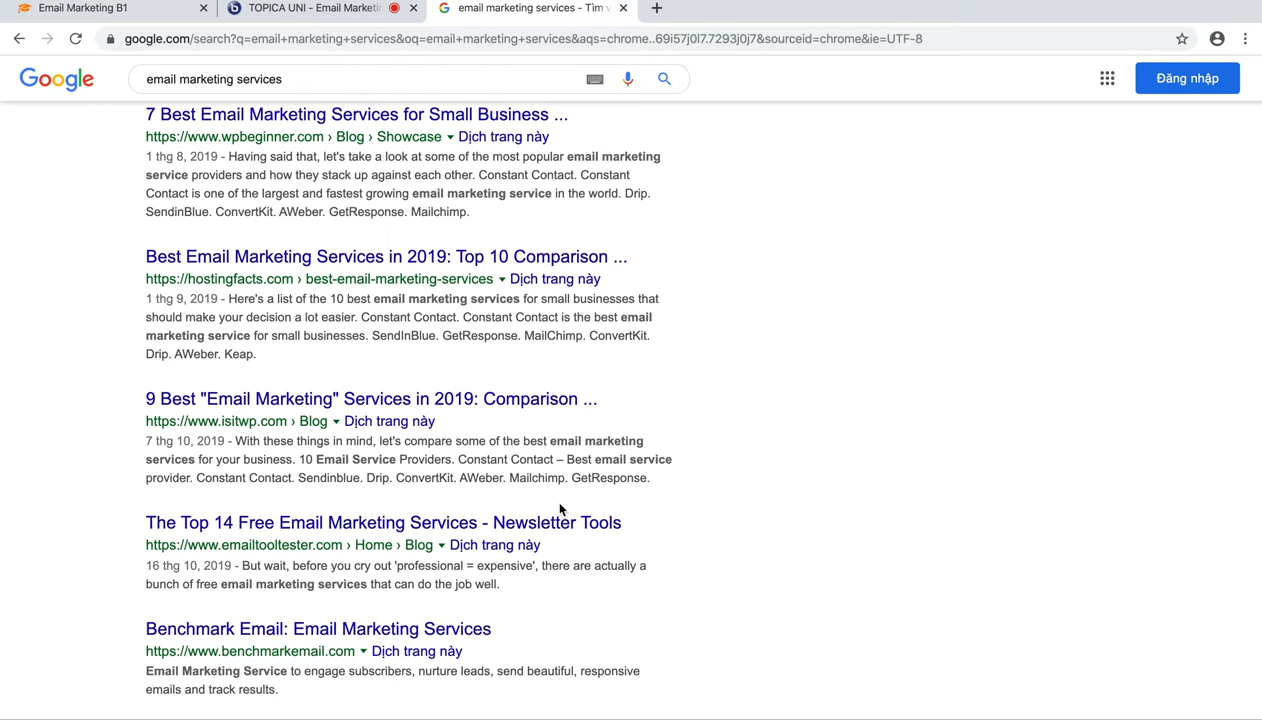 Email Marketing B1
TOPICA UNI - Email Marketin
email marketing services - Tìm v
google.com/search?q=email+marketing+services&oq=email+marketing+services&aqs=chrome..69i57j0l7.7293j0j7&sourceid=chrome&ie=UTF-8
Google
email marketing services
Đăng nhập
7 Best Email Marketing Services for Small Business ...
https://www.wpbeginner.com › Blog › Showcase ▾ Dịch trang này
1 thg 8, 2019 - Having said that, let's take a look at some of the most popular email marketing
service providers and how they stack up against each other. Constant Contact. Constant
Contact is one of the largest and fastest growing email marketing service in the world. Drip.
SendinBlue. ConvertKit. AWeber. GetResponse. Mailchimp.
Best Email Marketing Services in 2019: Top 10 Comparison ...
https://hostingfacts.com › best-email-marketing-services ▾ Dịch trang này
1 thg 9, 2019 - Here's a list of the 10 best email marketing services for small businesses that
should make your decision a lot easier. Constant Contact. Constant Contact is the best email
marketing service for small businesses. SendInBlue. GetResponse. MailChimp. ConvertKit.
Drip. AWeber. Keap.
9 Best "Email Marketing" Services in 2019: Comparison ...
https://www.isitwp.com › Blog ▾ Dịch trang này
7 thg 10, 2019 - With these things in mind, let's compare some of the best email marketing
services for your business. 10 Email Service Providers. Constant Contact – Best email service
provider. Constant Contact. Sendinblue. Drip. ConvertKit. AWeber. Mailchimp. GetResponse.
The Top 14 Free Email Marketing Services - Newsletter Tools
https://www.emailtooltester.com › Home › Blog ▾ Dịch trang này
16 thg 10, 2019 - But wait, before you cry out 'professional = expensive', there are actually a
bunch of free email marketing services that can do the job well.
Benchmark Email: Email Marketing Services
https://www.benchmarkemail.com ▾ Dịch trang này
Email Marketing Service to engage subscribers, nurture leads, send beautiful, responsive
emails and track results.